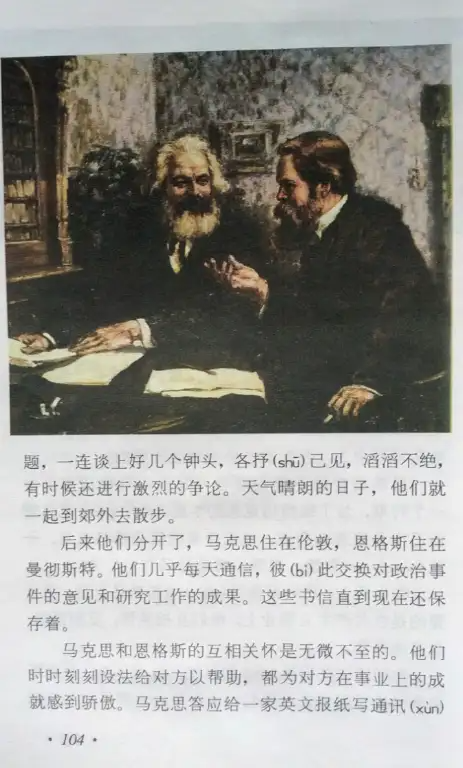 题，一连谈上好几个钟头，各抒(shū)己见，滔滔不绝，
有时候还进行激烈的争论。天气晴朗的日子，他们就
一起到郊外去散步。
后来他们分开了，马克思住在伦敦，恩格斯住在
曼彻斯特。他们几乎每天通信，彼(bǐ)此交换对政治事
件的意见和研究工作的成果。这些书信直到现在还保
存着。
马克思和恩格斯的互相关怀是无微不至的。他们
时时刻刻设法给对方以帮助，都为对方在事业上的成
就感到骄傲。马克思答应给一家英文报纸写通讯(xùn)
· 104 ·